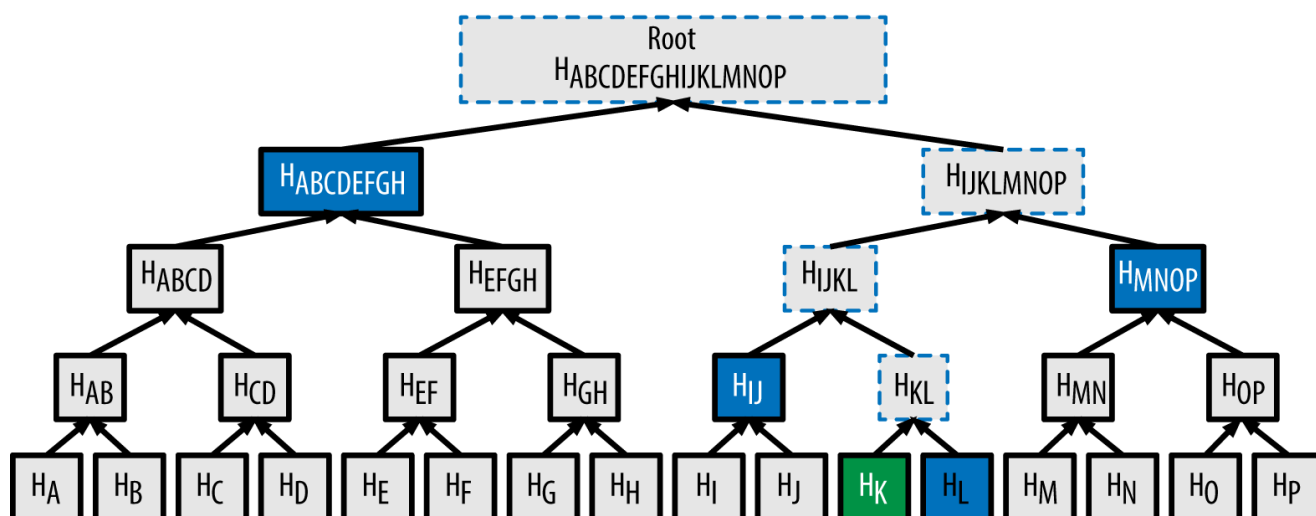 Root
HABCDEFGHIJKLMNOP
HABCDEFGH
HIJKLMNOP
HABCD
HEFGH
HIJKL
HMNOP
HAB
HCD
HEF
HGH
HIJ
HKL
HMN
HOP
HA
HB
HC
HD
HE
HF
HG
HH
HI
HJ
HK
HL
HM
HN
HO
HP